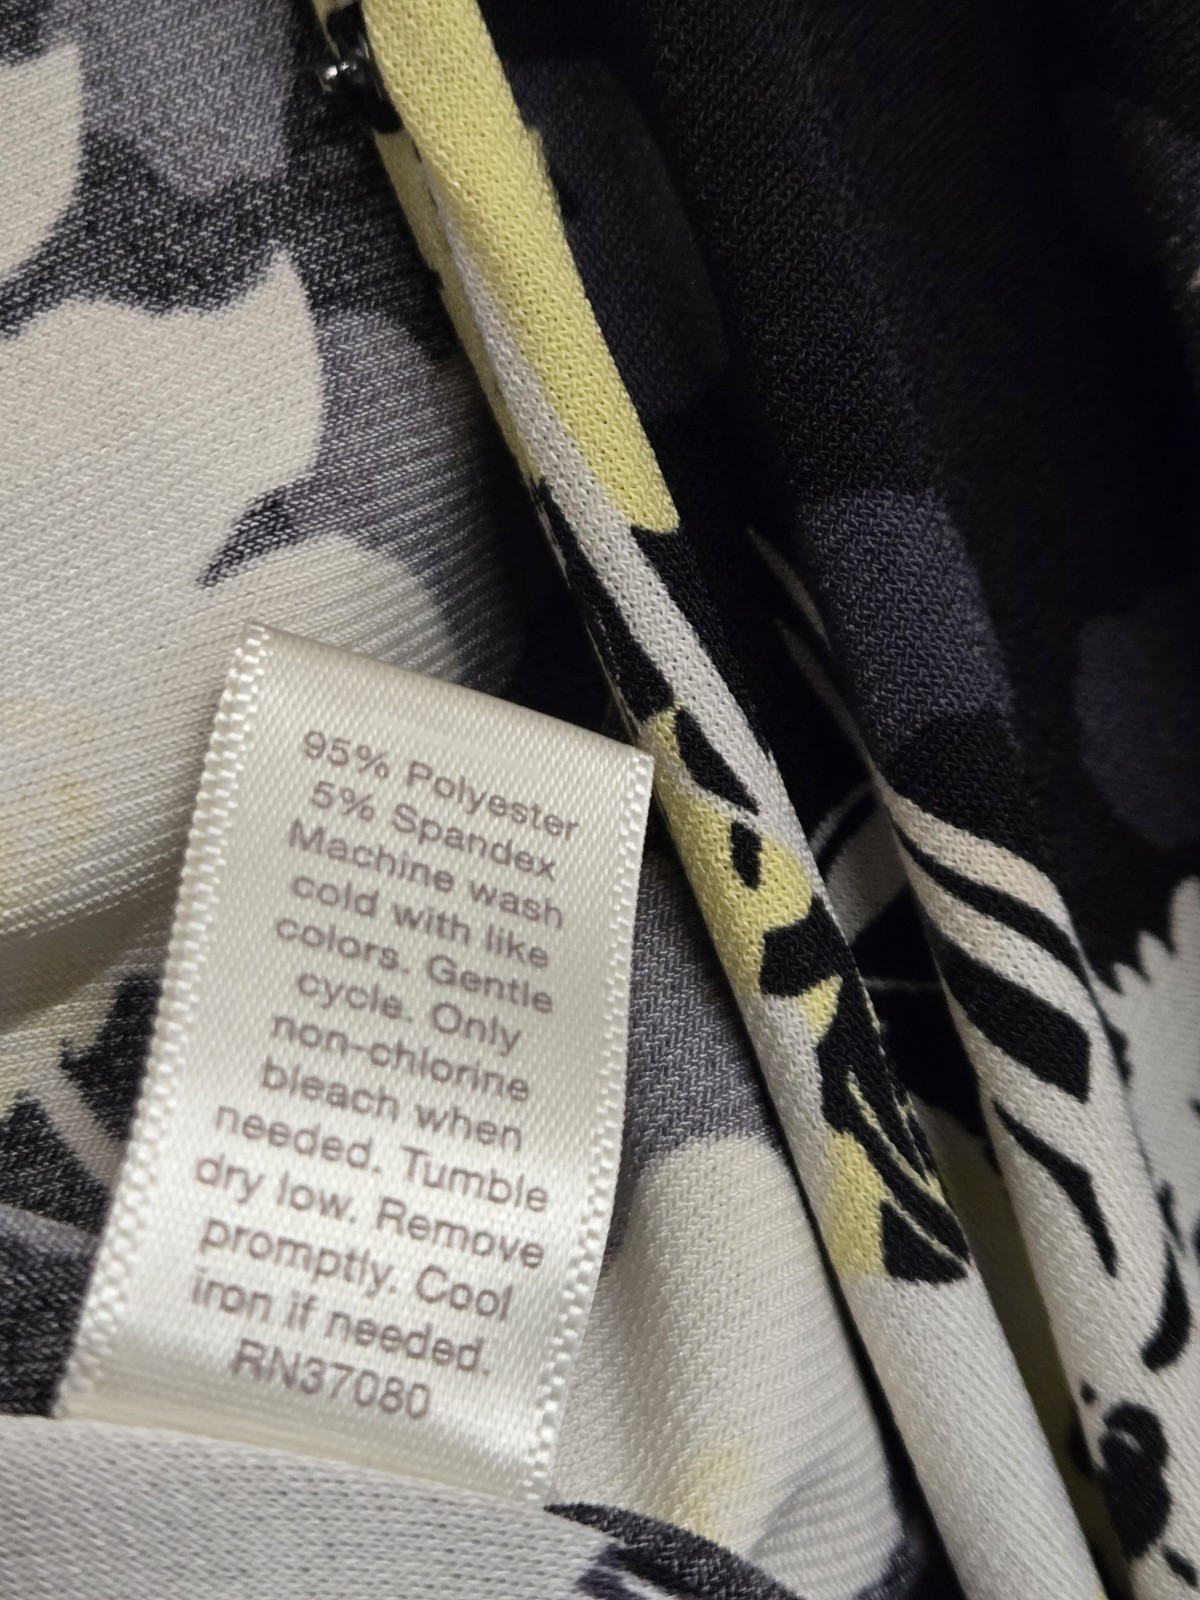 95% Polyester
5% Spandex
Machine wash
cold with like
colors. Gentle
cycle. Only
non-chlorine
bleach when
needed. Tumble
dry low. Remove
promptly. Cool
iron if needed.
RN37080